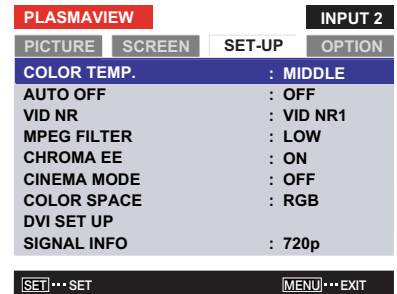 PLASMAVIEW INPUT 2
PICTURE SCREEN SET-UP OPTION
COLOR TEMP. : MIDDLE
AUTO OFF : OFF
VID NR : VID NR1
MPEG FILTER : LOW
CHROMA EE : ON
CINEMA MODE : OFF
COLOR SPACE : RGB
DVI SET UP
SIGNAL INFO : 720p
SET ··· SET MENU ··· EXIT